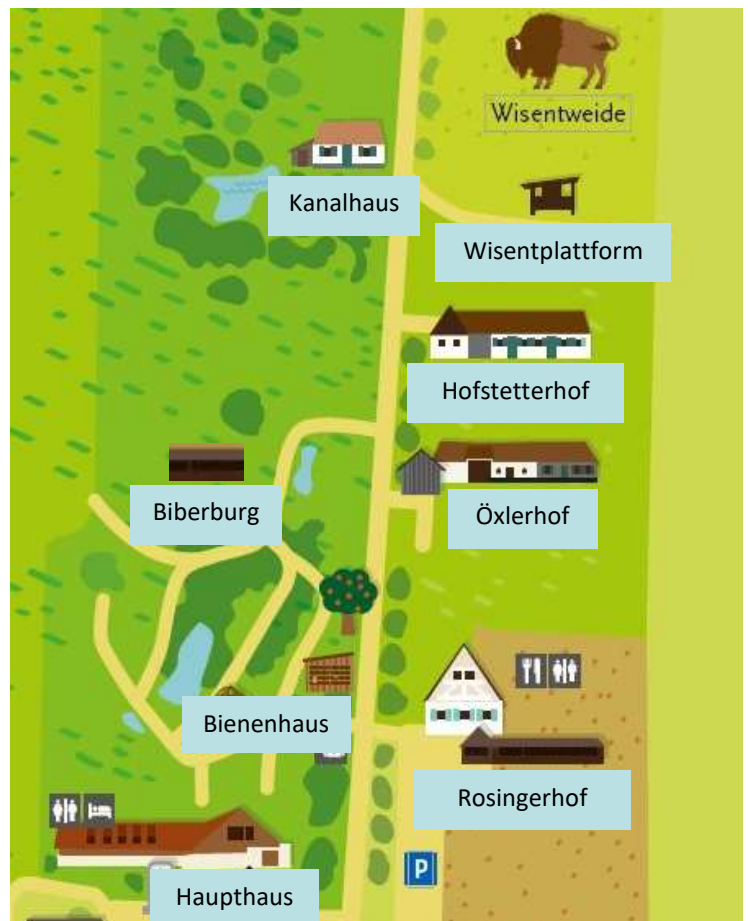 Wisentweide
Kanalhaus
Wisentplattform
Hofstetterhof
Öxlerhof
Biberburg
Bienenhaus
Rosingerhof
P
Haupthaus